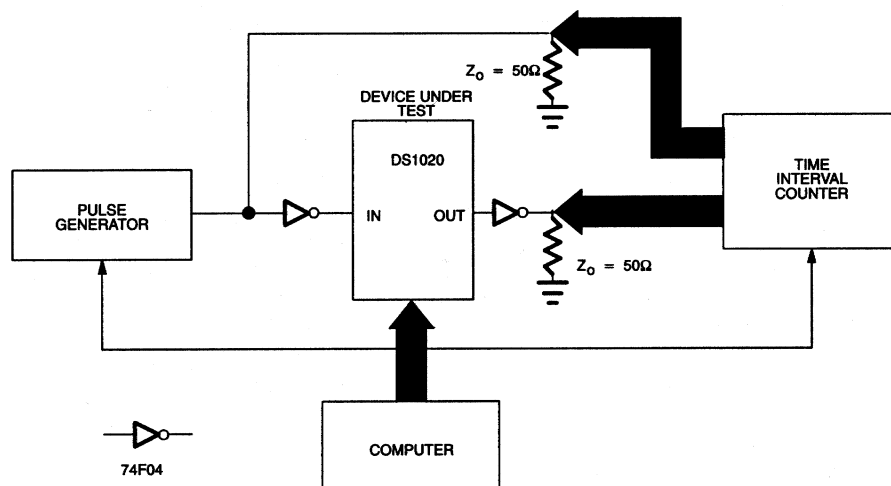 Z₀ = 50Ω
DEVICE UNDER
TEST
DS1020
TIME
INTERVAL
COUNTER
PULSE
GENERATOR
IN
OUT
Z₀ = 50Ω
COMPUTER
74F04